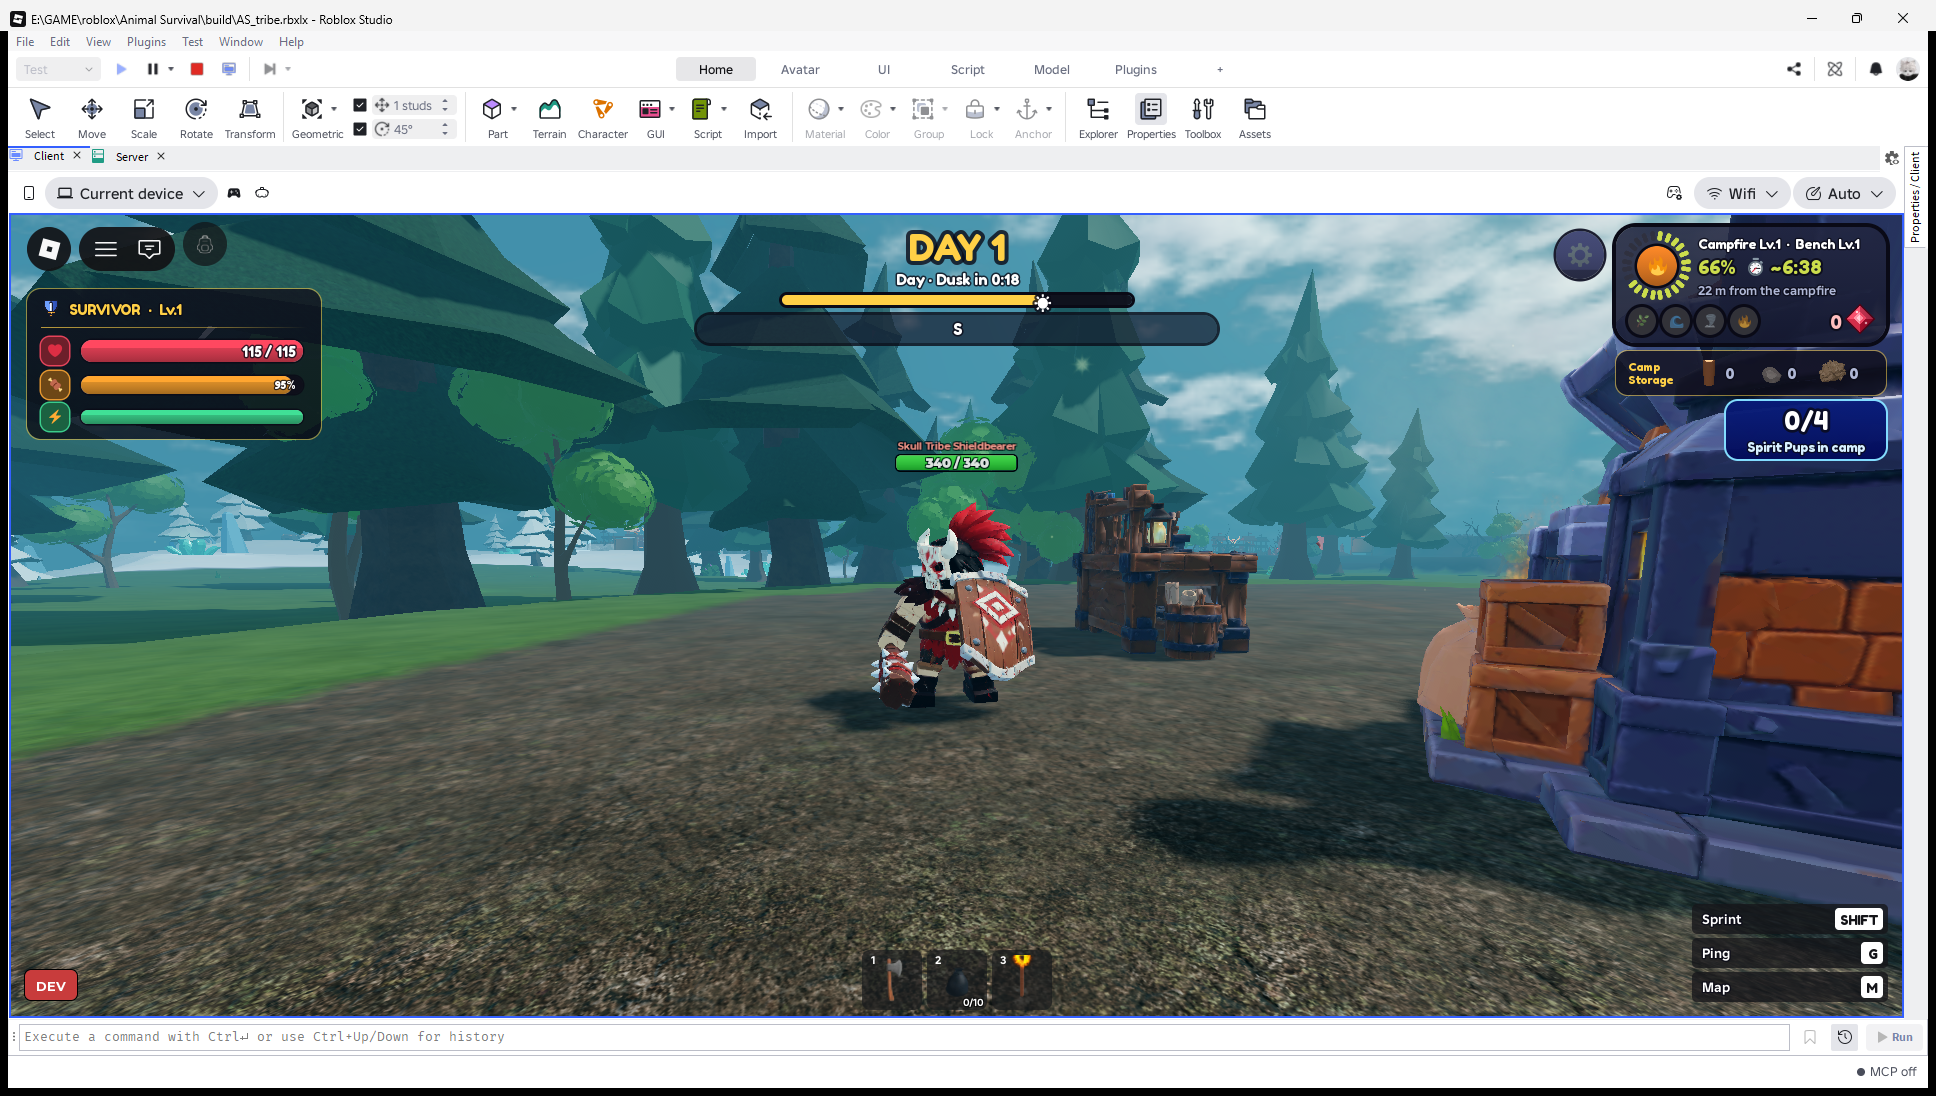 E:\GAME\roblox\Animal Survival\build\AS_tribe.rbxlx - Roblox Studio
File Edit View Plugins Test Window Help
Test
Home Avatar UI Script Model Plugins +
Select Move Scale Rotate Transform Geometric
1 studs
45°
Part Terrain Character GUI Script Import Material Color Group Lock Anchor Explorer Properties Toolbox Assets
Client
Server
Properties / Client
Current device
Wifi
Auto
DAY 1
Day · Dusk in 0:18
S
SURVIVOR · Lv.1
115 / 115
95%
Campfire Lv.1 · Bench Lv.1
66% ~6:38
22 m from the campfire
0
Camp Storage 0 0 0
0/4
Spirit Pups in camp
Skull Tribe Shieldbearer
340 / 340
Sprint SHIFT
Ping G
Map M
DEV
1 2 3
0/10
Execute a command with Ctrl↵ or use Ctrl+Up/Down for history
Run
MCP off